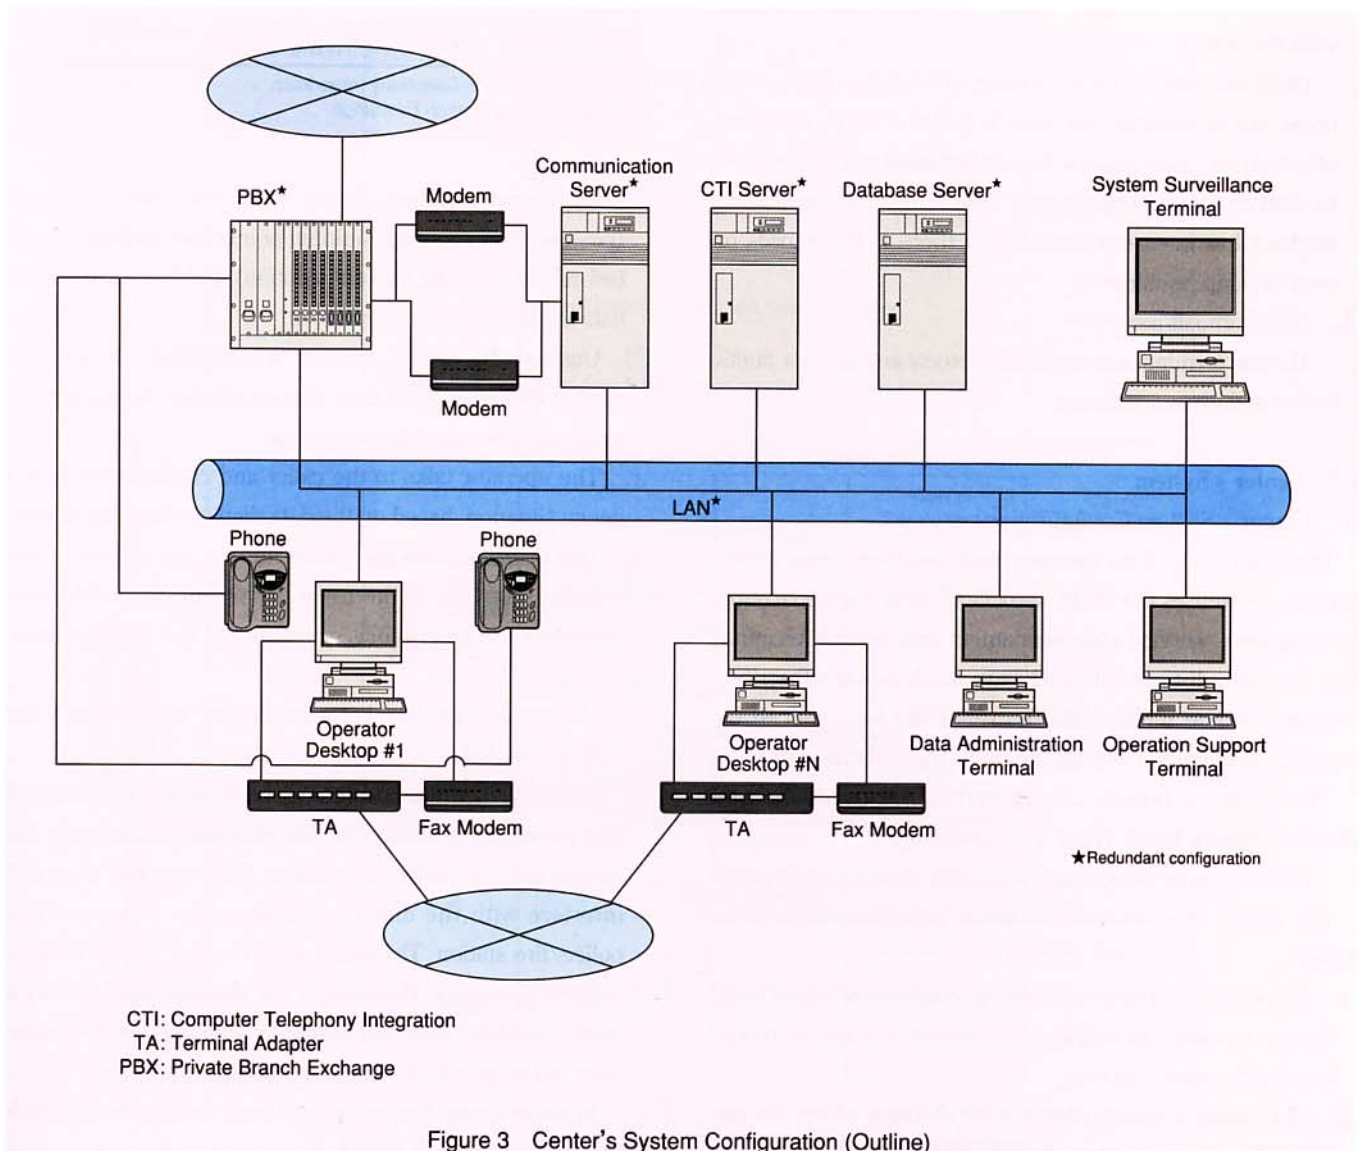 Communication
Server★
PBX★
Modem
CTI Server★
Database Server★
System Surveillance
Terminal
Modem
LAN★
Phone
Phone
Operator
Desktop #1
Operator
Desktop #N
Data Administration
Terminal
Operation Support
Terminal
TA
Fax Modem
TA
Fax Modem
★Redundant configuration
CTI: Computer Telephony Integration
TA: Terminal Adapter
PBX: Private Branch Exchange
Figure 3 Center's System Configuration (Outline)